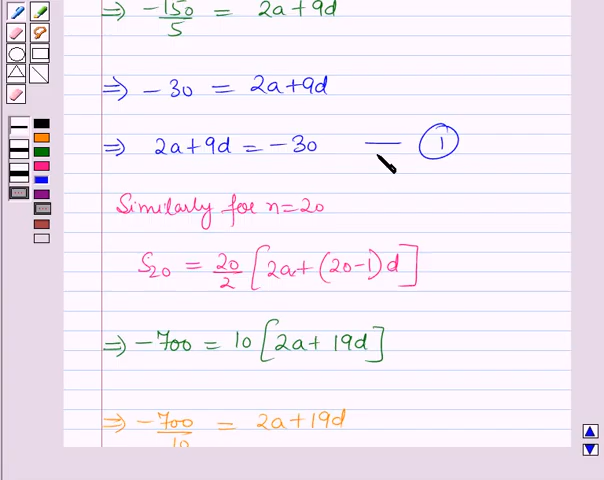 ⇒ -150/5 = 2a+9d
⇒ -30 = 2a+9d
⇒ 2a+9d = -30 — ①
Similarly for n=20
S₂₀ = 20/2 [2a+(20-1)d]
⇒ -700 = 10[2a+19d]
⇒ -700/10 = 2a+19d